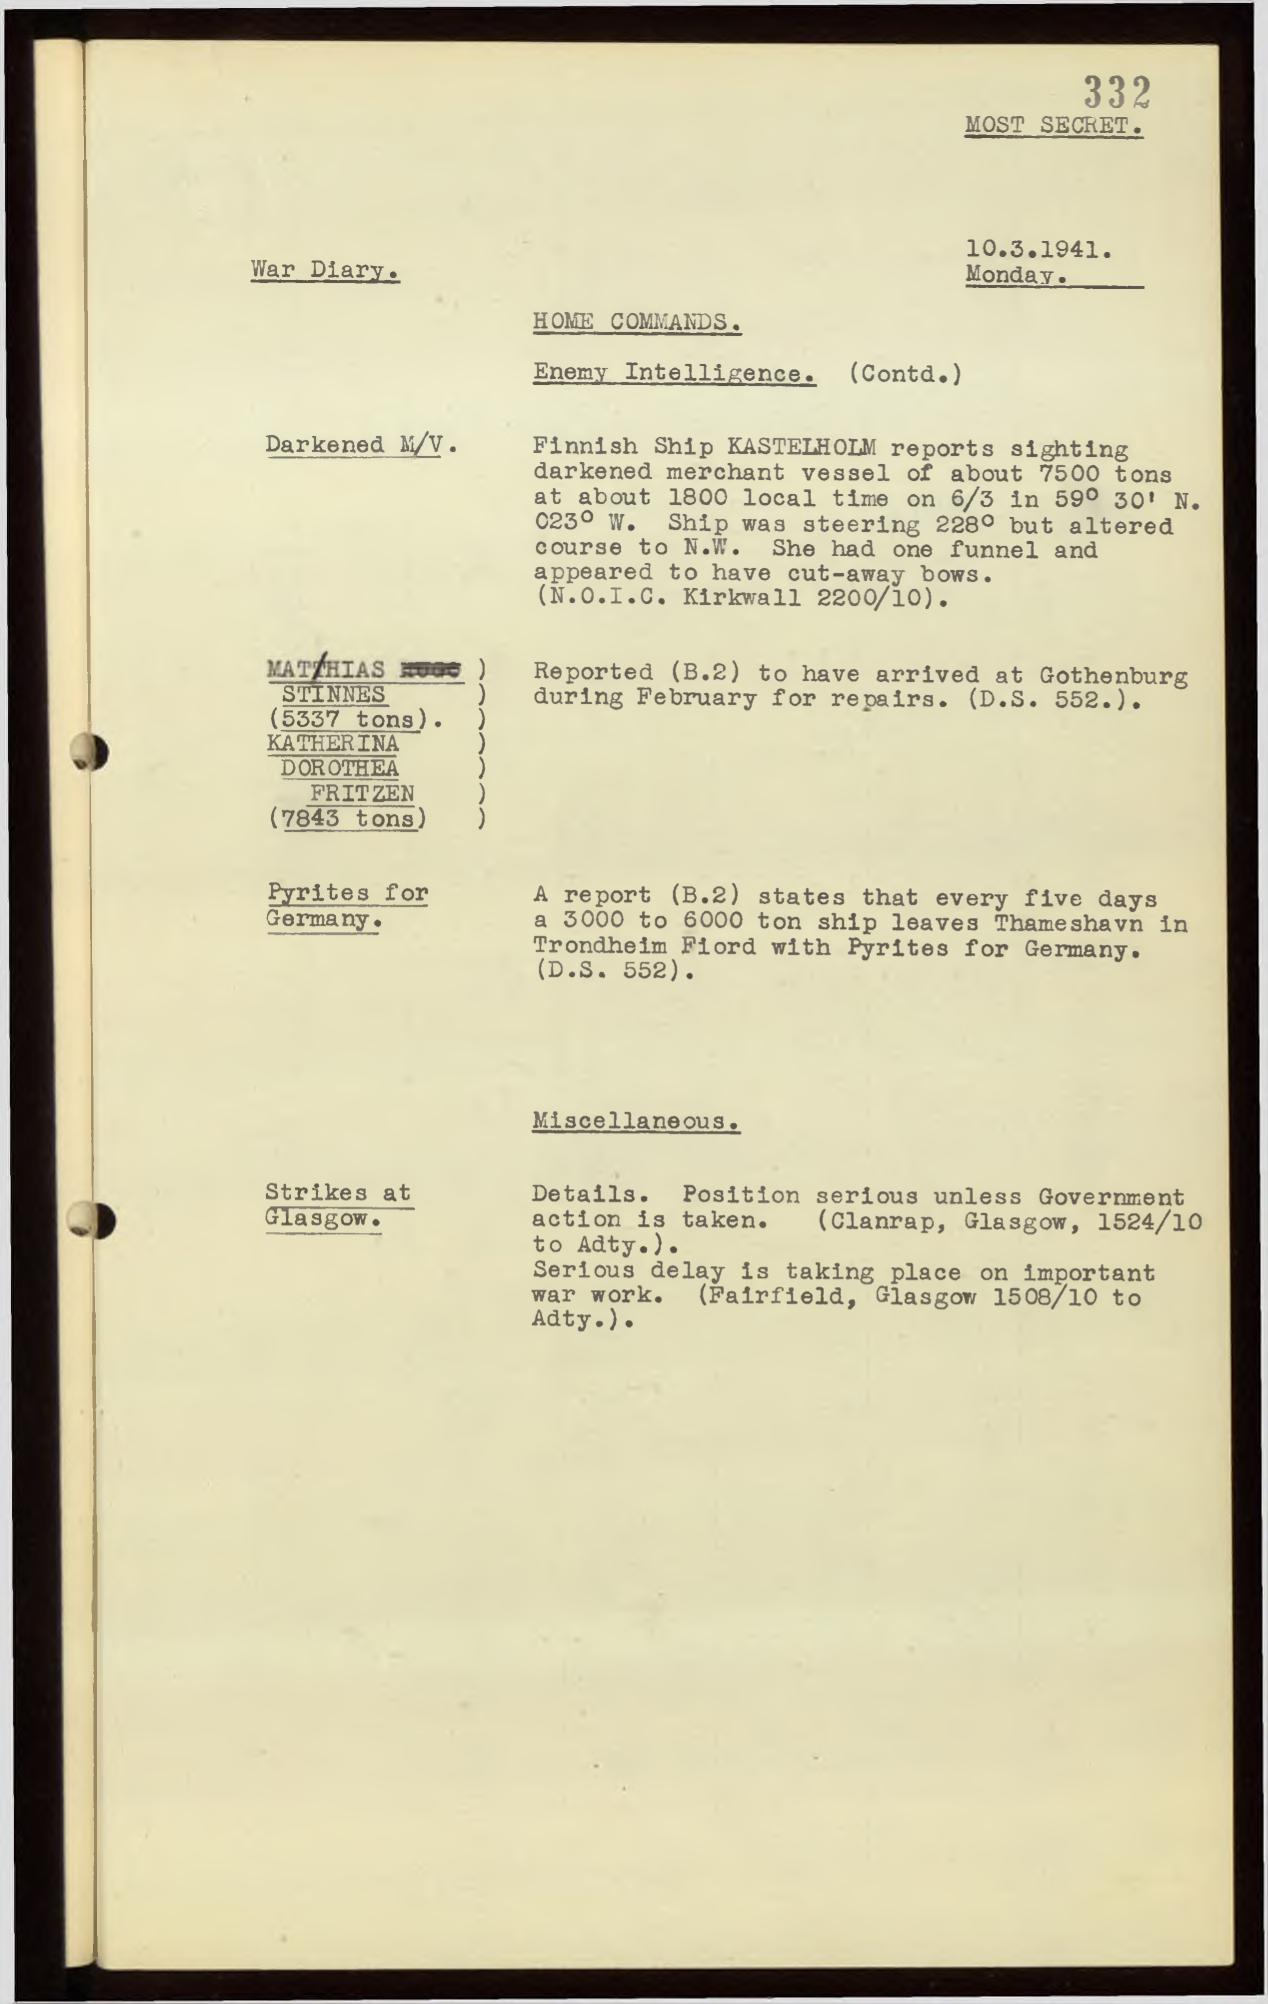 332
MOST SECRET.
10.3.1941.
War Diary.
Monday.
HOME COMMANDS.
Enemy Intelligence. (Contd.)
Darkened M/V. Finnish Ship KASTELHOLM reports sighting
darkened merchant vessel of about 7500 tons
at about 1800 local time on 6/3 in 59º 30' N.
023º W. Ship was steering 228º but altered
course to N.W. She had one funnel and
appeared to have cut-away bows.
(N.O.I.C. Kirkwall 2200/10).
MATTHIAS ) Reported (B.2) to have arrived at Gothenburg
STINNES ) during February for repairs. (D.S. 552.).
(5337 tons). )
KATHERINA )
DOROTHEA )
FRITZEN )
(7843 tons) )
Pyrites for A report (B.2) states that every five days
Germany. a 3000 to 6000 ton ship leaves Thameshavn in
Trondheim Fiord with Pyrites for Germany.
(D.S. 552).
Miscellaneous.
Strikes at Details. Position serious unless Government
Glasgow. action is taken. (Clanrap, Glasgow, 1524/10
to Adty.).
Serious delay is taking place on important
war work. (Fairfield, Glasgow 1508/10 to
Adty.).